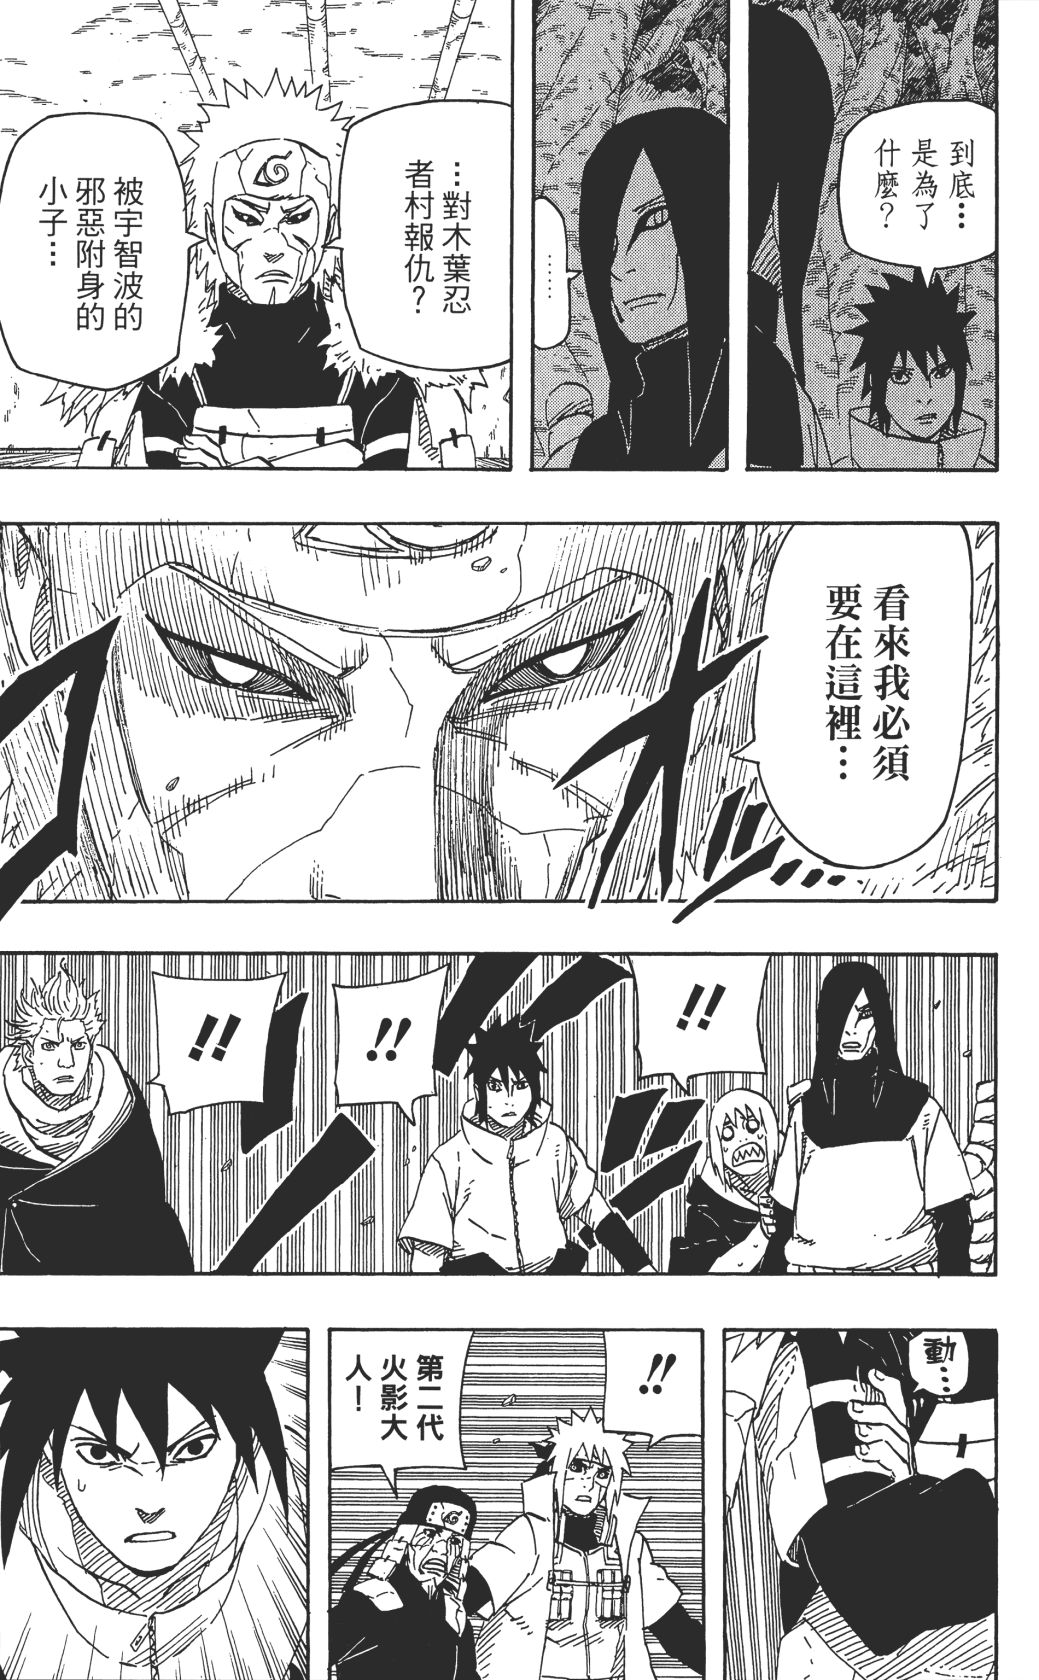 到底…
是為了
什麼？
……
…對木葉忍
者村報仇？
被宇智波的
邪惡附身的
小子…
看來我必須
要在這裡…
!!
!!
!!
動…
!!
第二代
火影大
人！